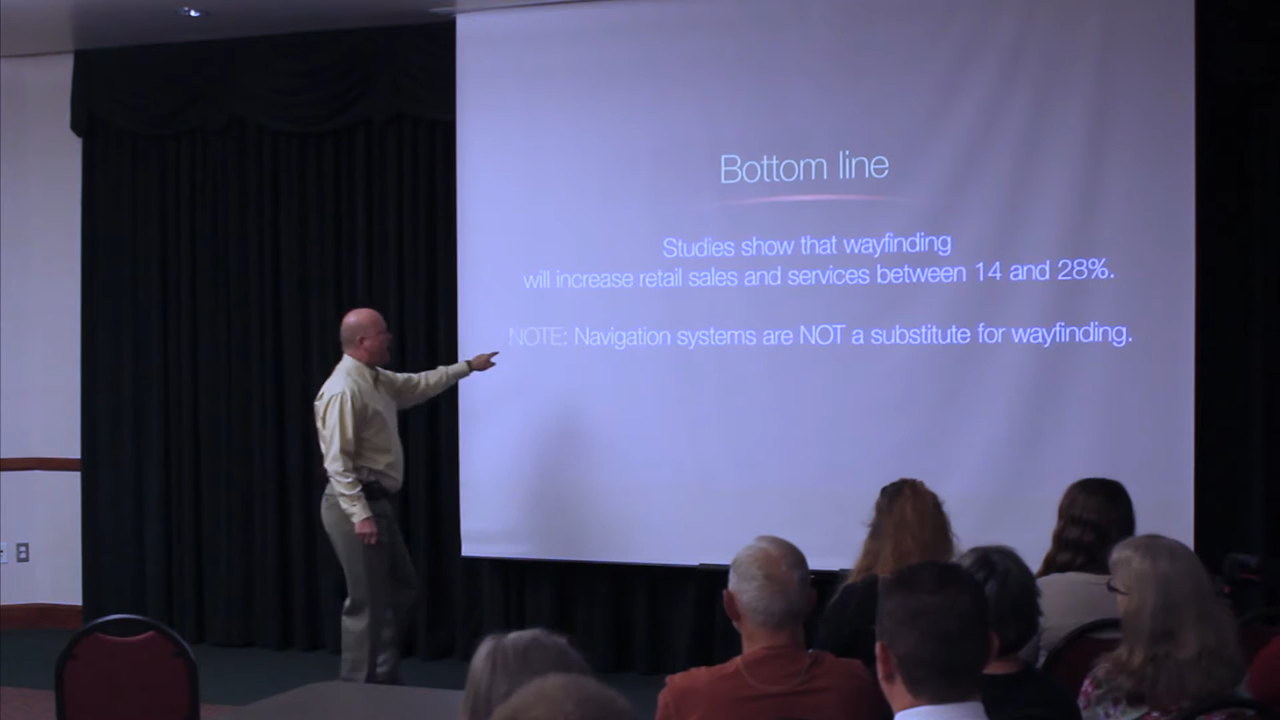 Bottom line
Studies show that wayfinding
will increase retail sales and services between 14 and 28%.
NOTE: Navigation systems are NOT a substitute for wayfinding.